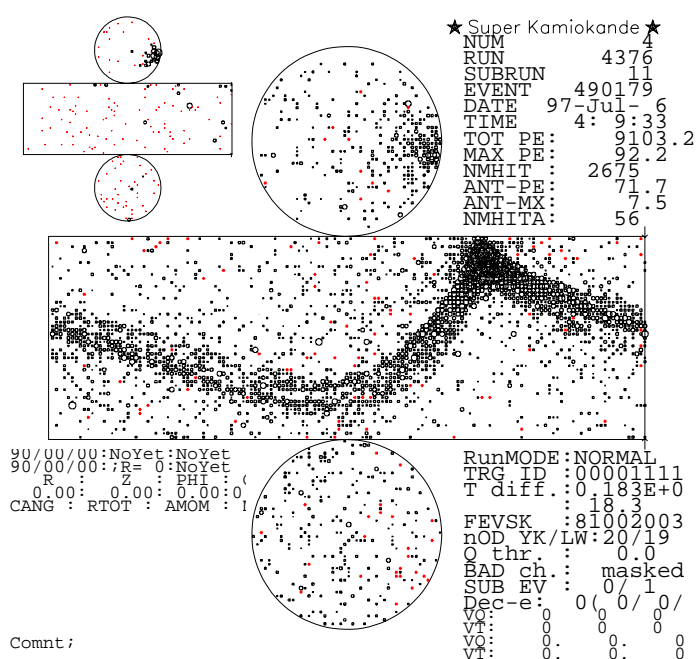 ★ Super Kamiokande ★
NUM 4
RUN 4376
SUBRUN 11
EVENT 490179
DATE 97-Jul- 6
TIME 4: 9:33
TOT PE: 9103.2
MAX PE: 92.2
NMHIT : 2675
ANT-PE: 71.7
ANT-MX: 7.5
NMHITA: 56
90/00/00:NoYet:NoYet
90/00/00:;R= 0:NoYet
R : Z : PHI :
0.00: 0.00: 0.00:0
CANG : RTOT : AMOM :
Comnt;
RunMODE:NORMAL
TRG ID :00001111
T diff.:0.183E+0
: 18.3
FEVSK :81002003
nOD YK/LW:20/19
Q thr. : 0.0
BAD ch.: masked
SUB EV : 0/ 1
Dec-e: 0( 0/ 0/
VQ: 0 0 0
VT: 0 0 0
VQ: 0. 0. 0
VT: 0. 0. 0